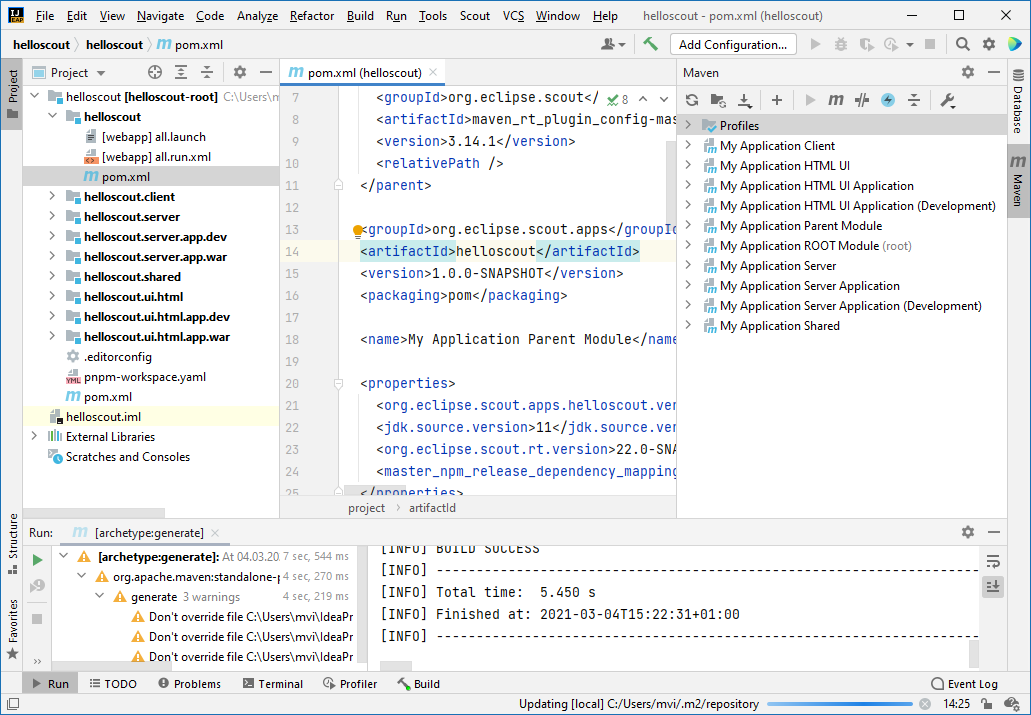 File Edit View Navigate Code Analyze Refactor Build Run Tools Scout VCS Window Help helloscout - pom.xml (helloscout)
helloscout helloscout m pom.xml Add Configuration...
Project
Project
m pom.xml (helloscout)
Maven
Database
m Maven
helloscout [helloscout-root] C:\Users\m
helloscout
[webapp] all.launch
[webapp] all.run.xml
m pom.xml
helloscout.client
helloscout.server
helloscout.server.app.dev
helloscout.server.app.war
helloscout.shared
helloscout.ui.html
helloscout.ui.html.app.dev
helloscout.ui.html.app.war
.editorconfig
YML pnpm-workspace.yaml
m pom.xml
helloscout.iml
External Libraries
Scratches and Consoles
7 <groupId>org.eclipse.scout</ 8
8 <artifactId>maven_rt_plugin_config-mas
9 <version>3.14.1</version>
10 <relativePath />
11 </parent>
12
13 <groupId>org.eclipse.scout.apps</groupId
14 <artifactId>helloscout</artifactId>
15 <version>1.0.0-SNAPSHOT</version>
16 <packaging>pom</packaging>
17
18 <name>My Application Parent Module</name
19
20 <properties>
21 <org.eclipse.scout.apps.helloscout.ver
22 <jdk.source.version>11</jdk.source.ver
23 <org.eclipse.scout.rt.version>22.0-SNA
24 <master_npm_release_dependency_mapping
25 </properties>
project artifactId
Profiles
My Application Client
My Application HTML UI
My Application HTML UI Application
My Application HTML UI Application (Development)
My Application Parent Module
My Application ROOT Module (root)
My Application Server
My Application Server Application
My Application Server Application (Development)
My Application Shared
Structure
Favorites
Run: m [archetype:generate]
[archetype:generate]: At 04.03.20 7 sec, 544 ms
org.apache.maven:standalone-p 4 sec, 270 ms
generate 3 warnings 4 sec, 219 ms
Don't override file C:\Users\mvi\IdeaPr
Don't override file C:\Users\mvi\IdeaPr
Don't override file C:\Users\mvi\IdeaPr
[INFO] BUILD SUCCESS
[INFO] ------------------------------------------------------------------------
[INFO] Total time:  5.450 s
[INFO] Finished at: 2021-03-04T15:22:31+01:00
[INFO] ------------------------------------------------------------------------
Run TODO Problems Terminal Profiler Build Event Log
Updating [local] C:/Users/mvi/.m2/repository 14:25